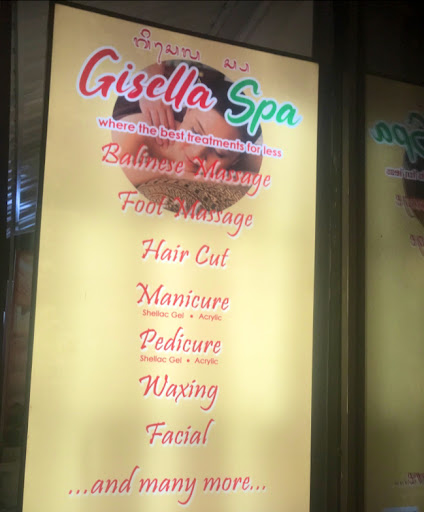 Gisella Spa
where the best treatments for less
Balinese Massage
Foot Massage
Hair Cut
Manicure
Shellac Gel • Acrylic
Pedicure
Shellac Gel • Acrylic
Waxing
Facial
...and many more...